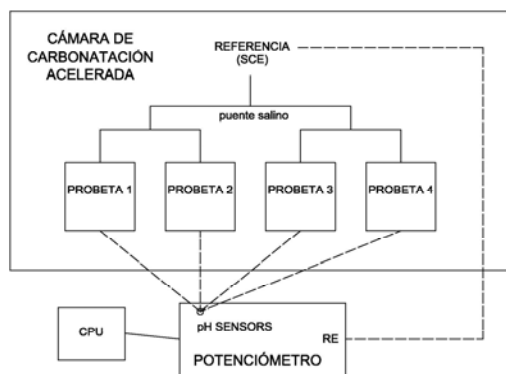 CÁMARA DE
CARBONATACIÓN
ACELERADA
REFERENCIA
(SCE)
puente salino
PROBETA 1
PROBETA 2
PROBETA 3
PROBETA 4
CPU
pH SENSORS
RE
POTENCIÓMETRO